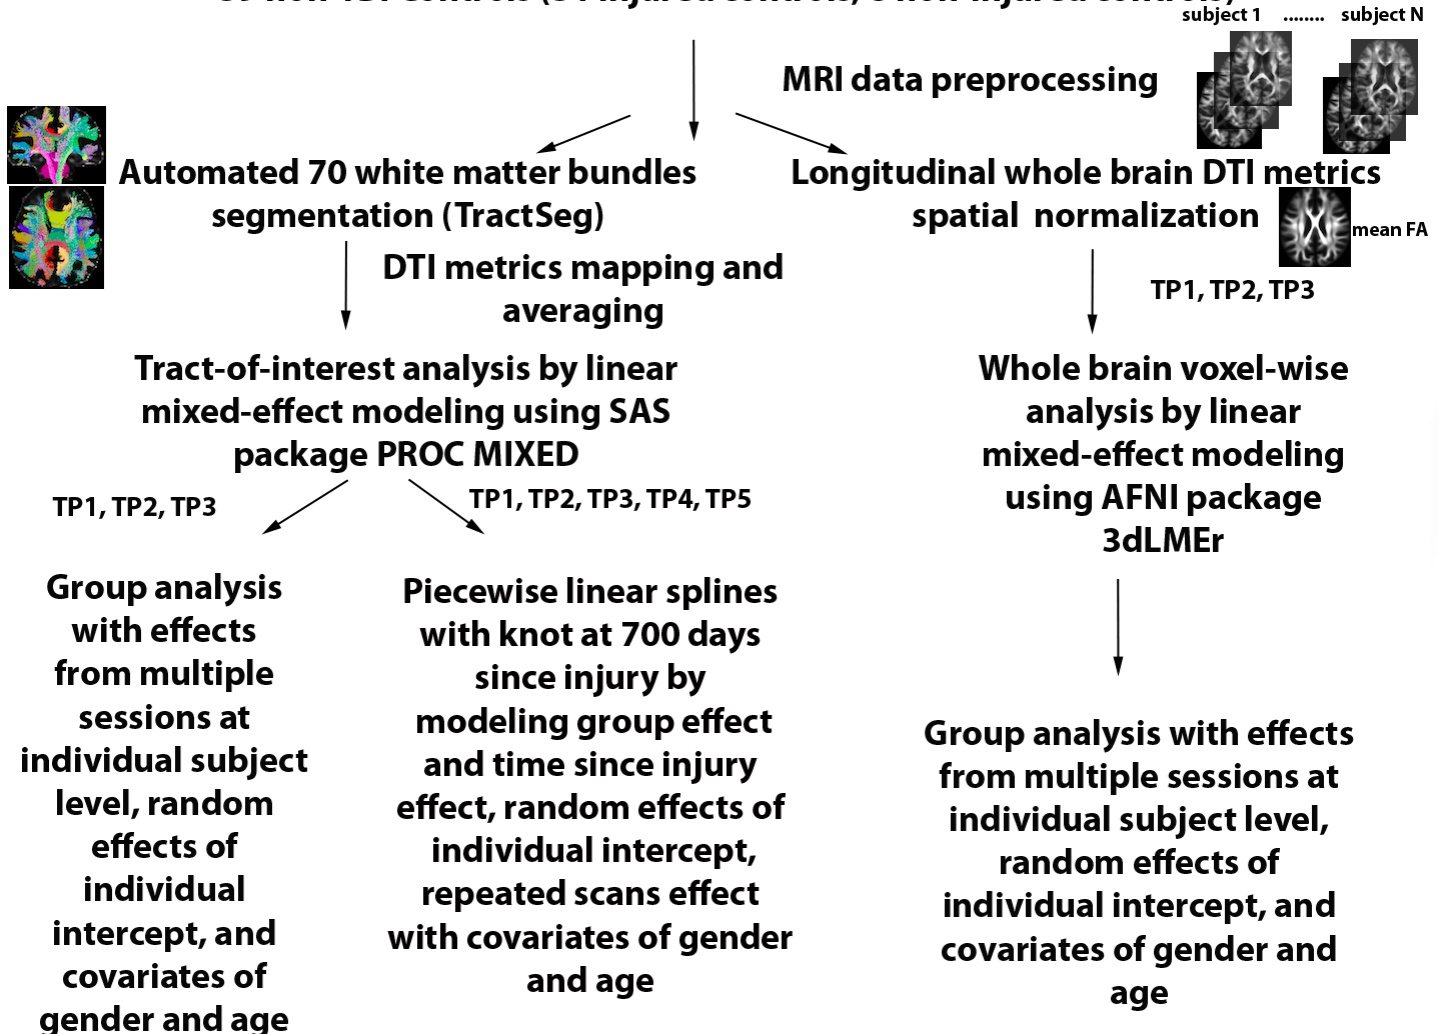 subject 1 ........ subject N
MRI data preprocessing
Automated 70 white matter bundles
segmentation (TractSeg)
Longitudinal whole brain DTI metrics
spatial normalization
mean FA
DTI metrics mapping and
averaging
TP1, TP2, TP3
Tract-of-interest analysis by linear
mixed-effect modeling using SAS
package PROC MIXED
Whole brain voxel-wise
analysis by linear
mixed-effect modeling
using AFNI package
3dLMEr
TP1, TP2, TP3
TP1, TP2, TP3, TP4, TP5
Group analysis
with effects
from multiple
sessions at
individual subject
level, random
effects of
individual
intercept, and
covariates of
gender and age
Piecewise linear splines
with knot at 700 days
since injury by
modeling group effect
and time since injury
effect, random effects of
individual intercept,
repeated scans effect
with covariates of gender
and age
Group analysis with effects
from multiple sessions at
individual subject level,
random effects of
individual intercept, and
covariates of gender and
age